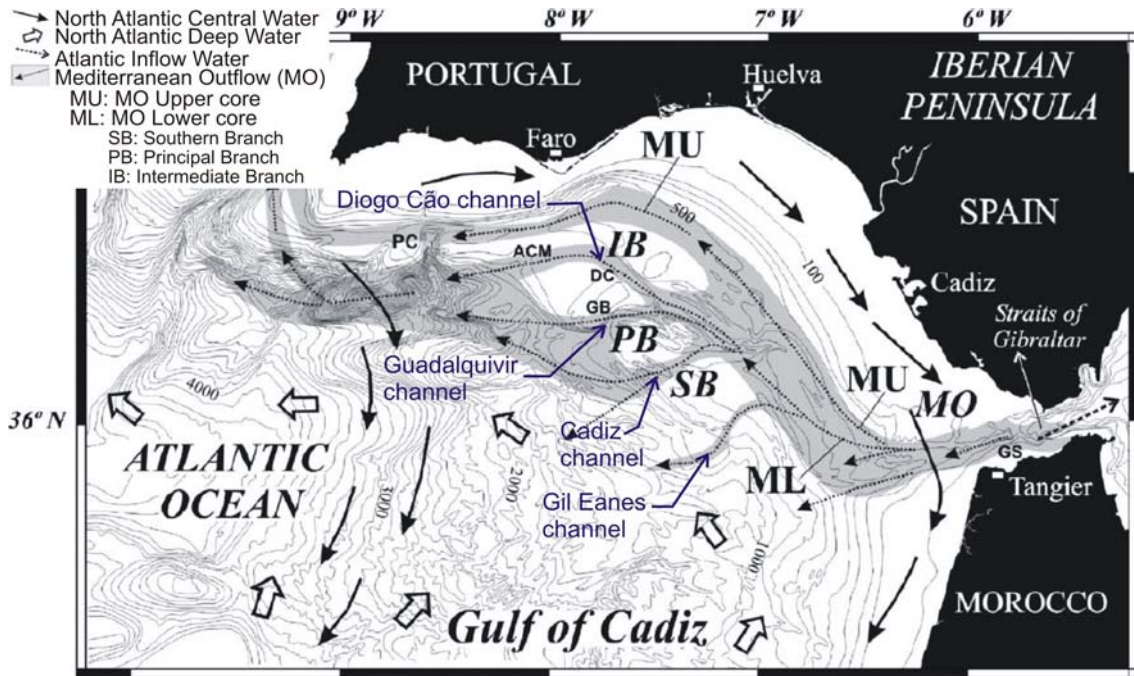 North Atlantic Central Water
North Atlantic Deep Water
Atlantic Inflow Water
Mediterranean Outflow (MO)
MU: MO Upper core
ML: MO Lower core
SB: Southern Branch
PB: Principal Branch
IB: Intermediate Branch
9º W
8º W
7º W
6º W
PORTUGAL
Huelva
IBERIAN
PENINSULA
Faro
MU
SPAIN
Diogo Cão channel
500
100
PC
ACM
IB
DC
Cadiz
GB
PB
Straits of
Gibraltar
Guadalquivir
channel
SB
MU
MO
4000
36º N
ATLANTIC
OCEAN
3000
2000
Cadiz
channel
ML
GS
Tangier
Gil Eanes
channel
1000
Gulf of Cadiz
MOROCCO